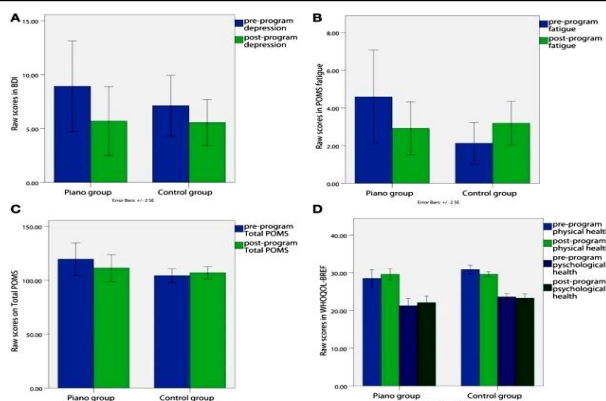 A
15.00
10.00
5.00
0.00
Raw scores in BDI
pre-program
depression
post-program
depression
Piano group
Control group
Error Bars: +/- 2 SE
B
8.00
6.00
4.00
2.00
0.00
Raw scores in POMS fatigue
pre-program
fatigue
post-program
fatigue
Piano group
Control group
Error Bars: +/- 2 SE
C
150.00
100.00
50.00
0.00
Raw scores on Total POMS
pre-program
Total POMS
post-program
Total POMS
Piano group
Control group
D
40.00
30.00
20.00
10.00
0.00
Raw scores in WHOQOL-BREF
pre-program
physical healt
post-program
physical healt
pre-program
pyschological
health
post-program
psychological
health
Piano group
Control group